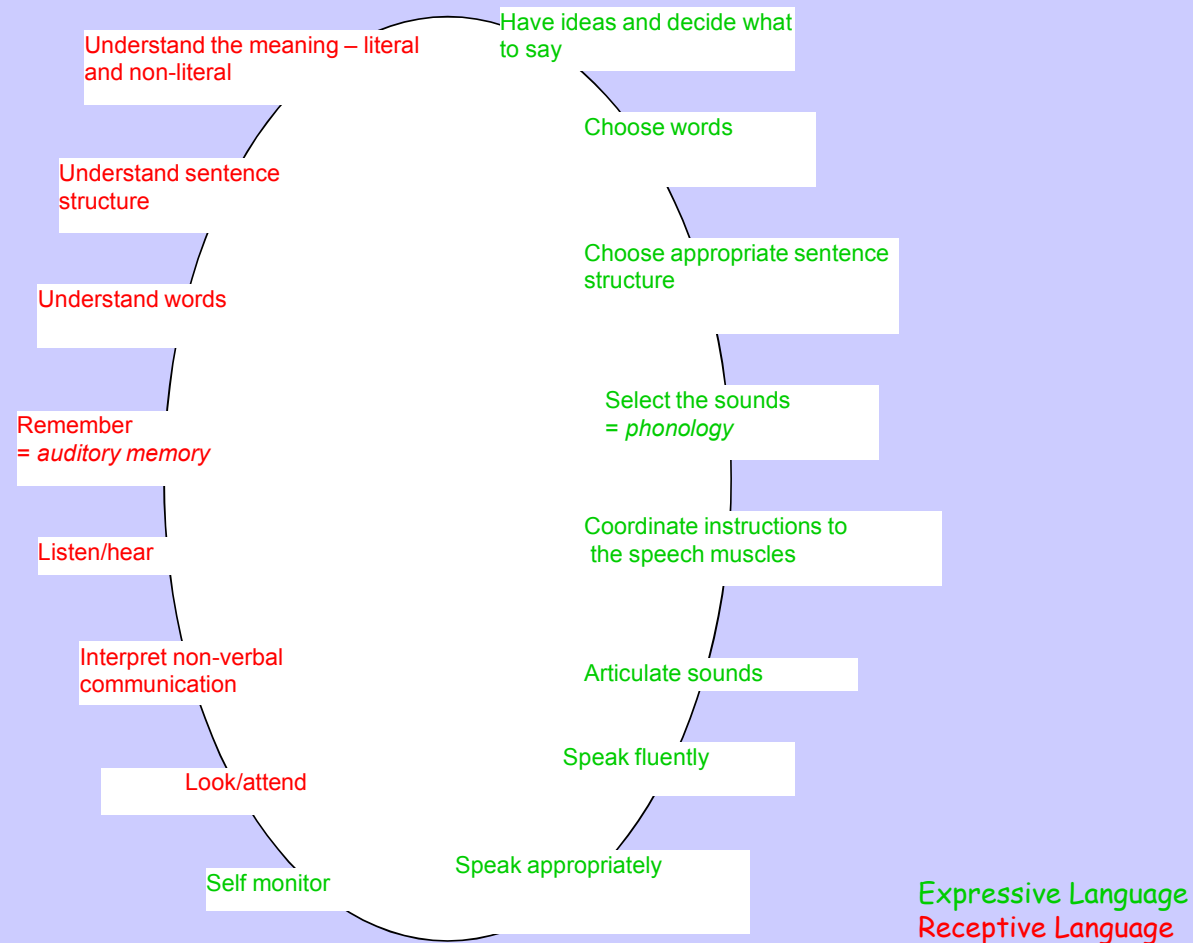 Have ideas and decide what
to say
Understand the meaning – literal
and non-literal
Choose words
Understand sentence
structure
Choose appropriate sentence
structure
Understand words
Select the sounds
= phonology
Remember
= auditory memory
Coordinate instructions to
the speech muscles
Listen/hear
Interpret non-verbal
communication
Articulate sounds
Speak fluently
Look/attend
Speak appropriately
Self monitor
Expressive Language
Receptive Language